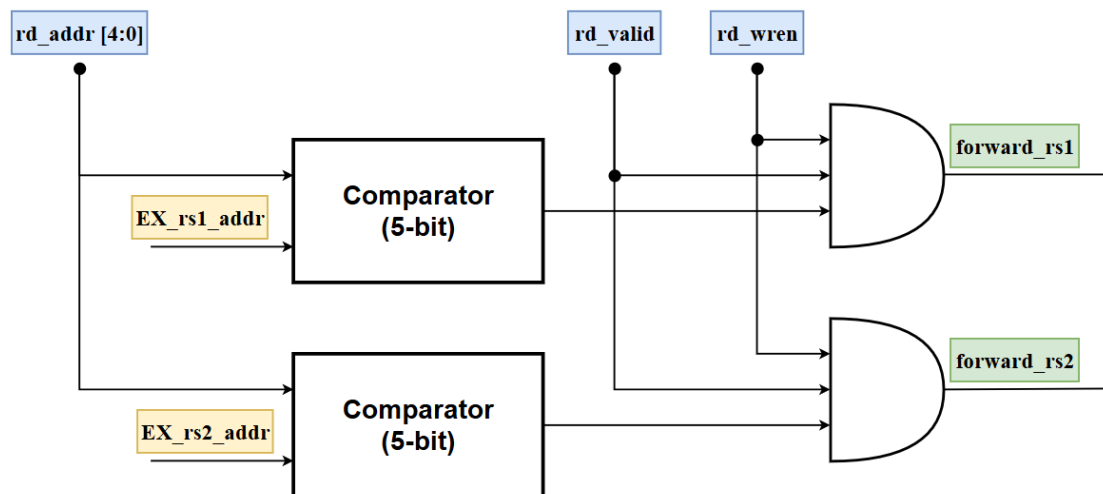 rd_addr [4:0]
rd_valid
rd_wren
forward_rs1
Comparator
(5-bit)
EX_rs1_addr
forward_rs2
Comparator
(5-bit)
EX_rs2_addr